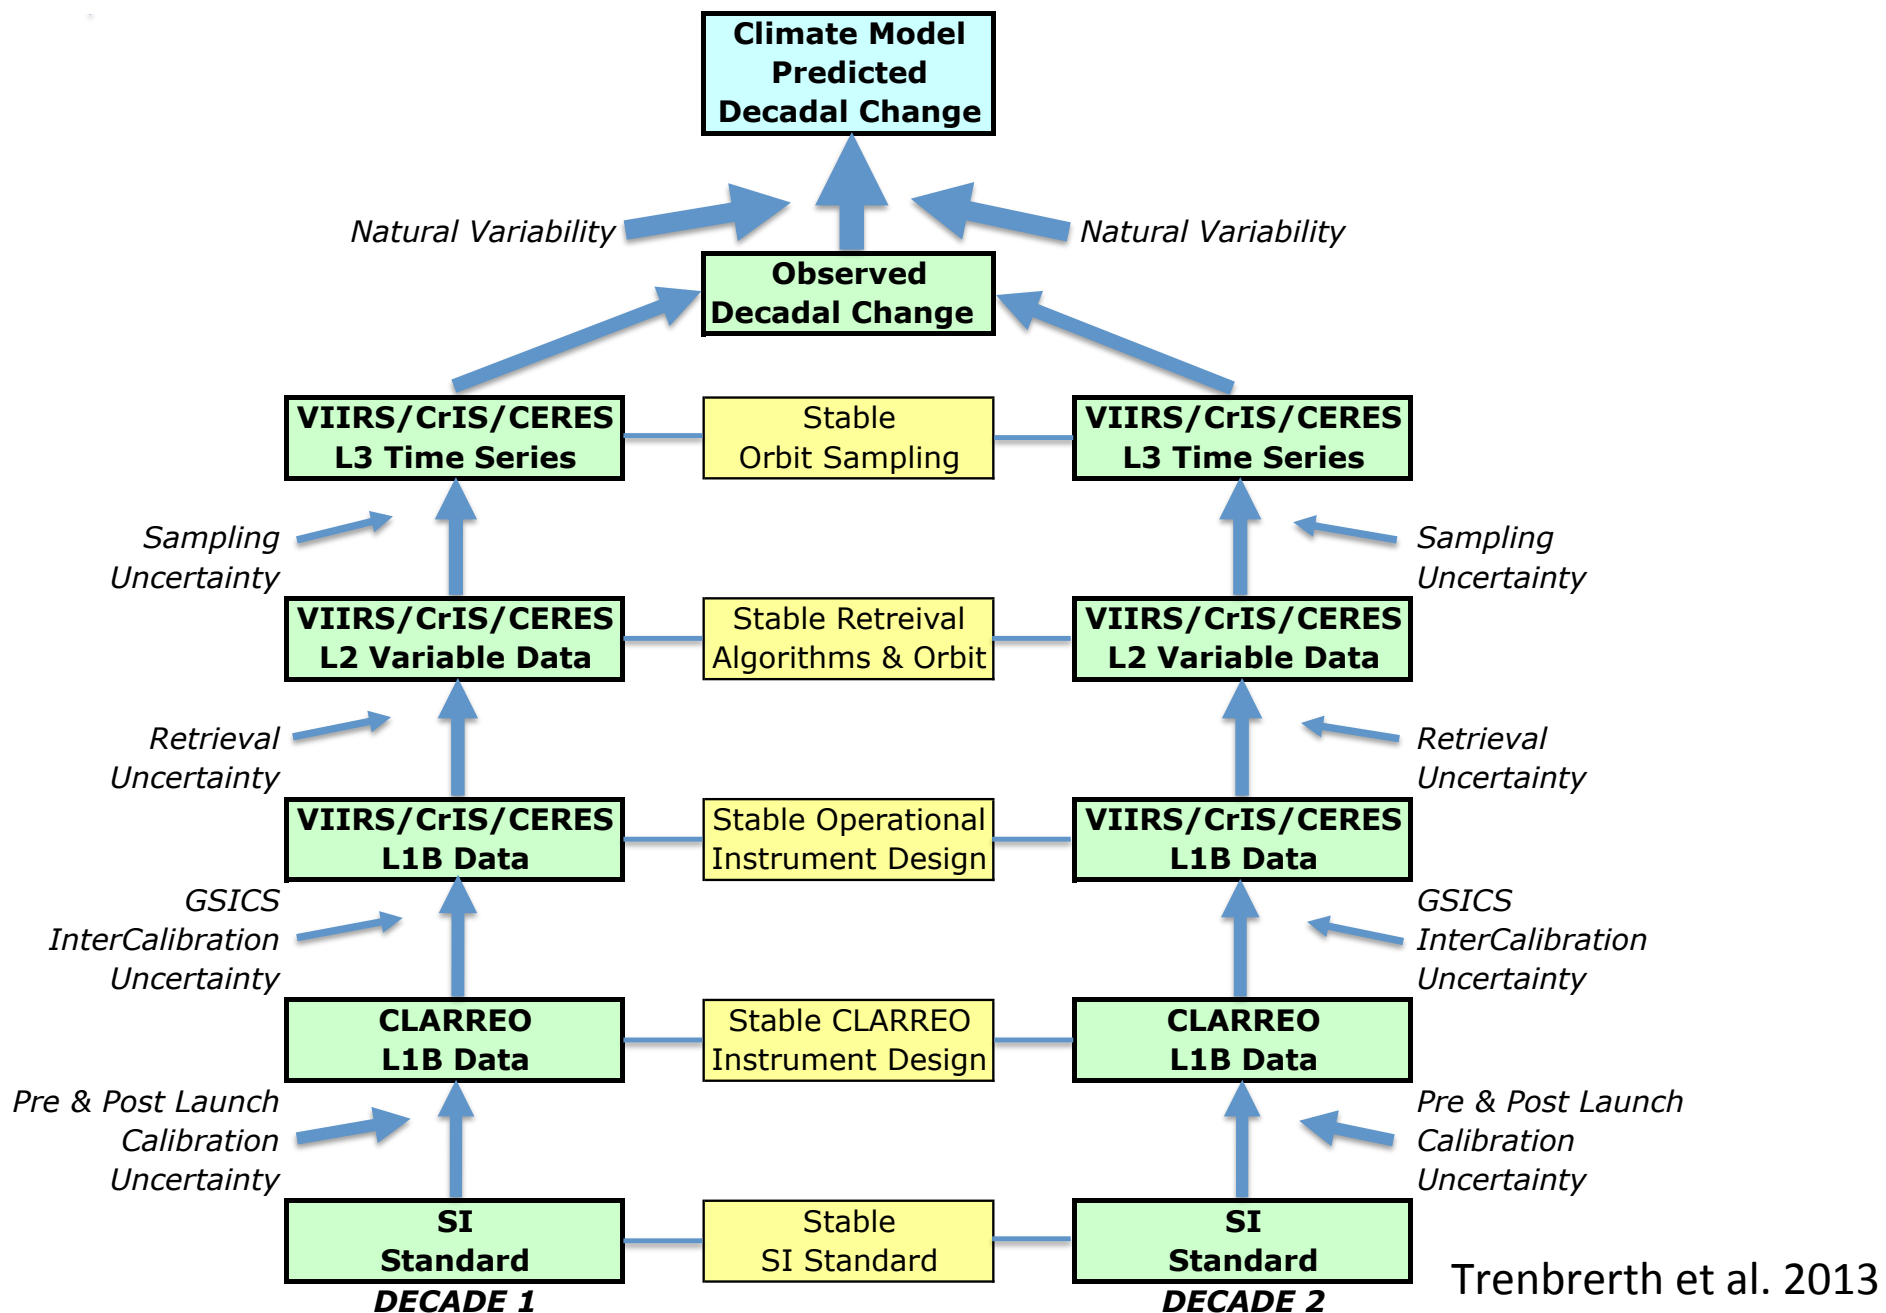 Climate Model
Predicted
Decadal Change
Natural Variability
Natural Variability
Observed
Decadal Change
VIIRS/CrIS/CERES
L3 Time Series
Stable
Orbit Sampling
VIIRS/CrIS/CERES
L3 Time Series
Sampling
Uncertainty
Sampling
Uncertainty
VIIRS/CrIS/CERES
L2 Variable Data
Stable Retreival
Algorithms & Orbit
VIIRS/CrIS/CERES
L2 Variable Data
Retrieval
Uncertainty
Retrieval
Uncertainty
VIIRS/CrIS/CERES
L1B Data
Stable Operational
Instrument Design
VIIRS/CrIS/CERES
L1B Data
GSICS
InterCalibration
Uncertainty
GSICS
InterCalibration
Uncertainty
CLARREO
L1B Data
Stable CLARREO
Instrument Design
CLARREO
L1B Data
Pre & Post Launch
Calibration
Uncertainty
Pre & Post Launch
Calibration
Uncertainty
SI
Standard
Stable
SI Standard
SI
Standard
DECADE 1
DECADE 2
Trenbrerth et al. 2013